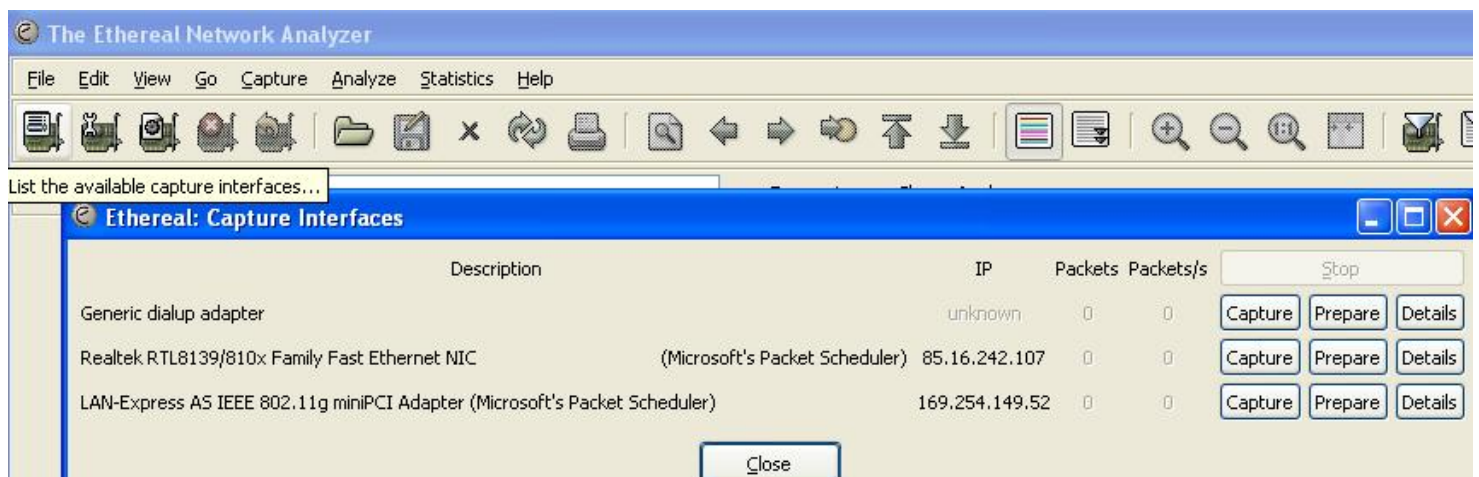 The Ethereal Network Analyzer
File Edit View Go Capture Analyze Statistics Help
List the available capture interfaces...
Ethereal: Capture Interfaces
Description IP Packets Packets/s Stop
Generic dialup adapter unknown 0 0 Capture Prepare Details
Realtek RTL8139/810x Family Fast Ethernet NIC (Microsoft's Packet Scheduler) 85.16.242.107 0 0 Capture Prepare Details
LAN-Express AS IEEE 802.11g miniPCI Adapter (Microsoft's Packet Scheduler) 169.254.149.52 0 0 Capture Prepare Details
Close